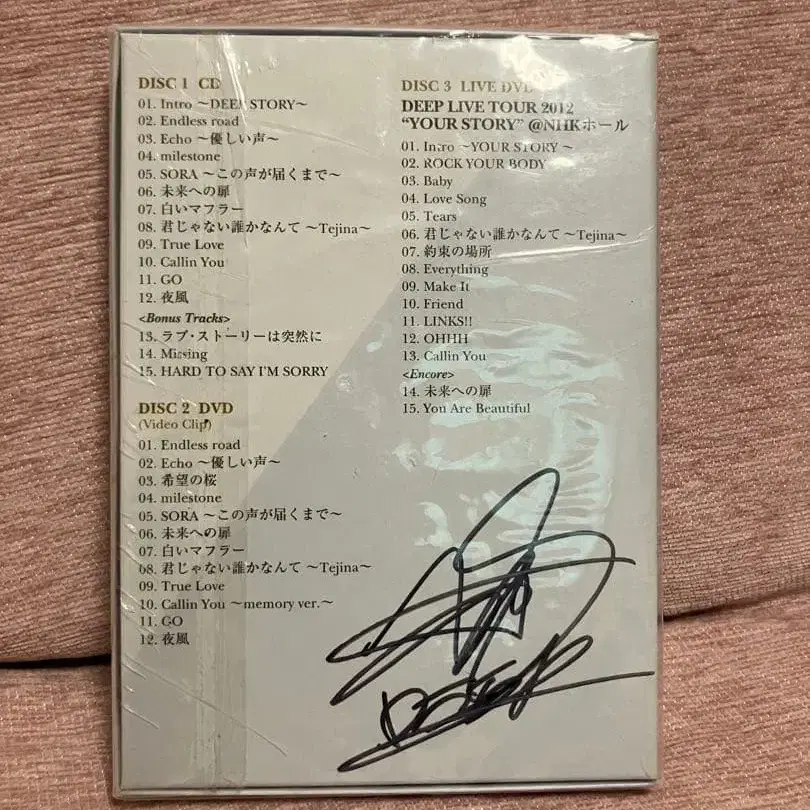 DISC 1 CD
01. Intro ～DEEP STORY～
02. Endless road
03. Echo ～優しい声～
04. milestone
05. SORA ～この声が届くまで～
06. 未来への扉
07. 白いマフラー
08. 君じゃない誰かなんて ～Tejina～
09. True Love
10. Callin You
11. GO
12. 夜風
<Bonus Tracks>
13. ラブ・ストーリーは突然に
14. Missing
15. HARD TO SAY I'M SORRY
DISC 2 DVD
(Video Clip)
01. Endless road
02. Echo ～優しい声～
03. 希望の桜
04. milestone
05. SORA ～この声が届くまで～
06. 未来への扉
07. 白いマフラー
08. 君じゃない誰かなんて ～Tejina～
09. True Love
10. Callin You ～memory ver.～
11. GO
12. 夜風
DISC 3 LIVE DVD
DEEP LIVE TOUR 2012
“YOUR STORY” @NHKホール
01. Intro ～YOUR STORY ～
02. ROCK YOUR BODY
03. Baby
04. Love Song
05. Tears
06. 君じゃない誰かなんて ～Tejina～
07. 約束の場所
08. Everything
09. Make It
10. Friend
11. LINKS!!
12. OHHH
13. Callin You
<Encore>
14. 未来への扉
15. You Are Beautiful